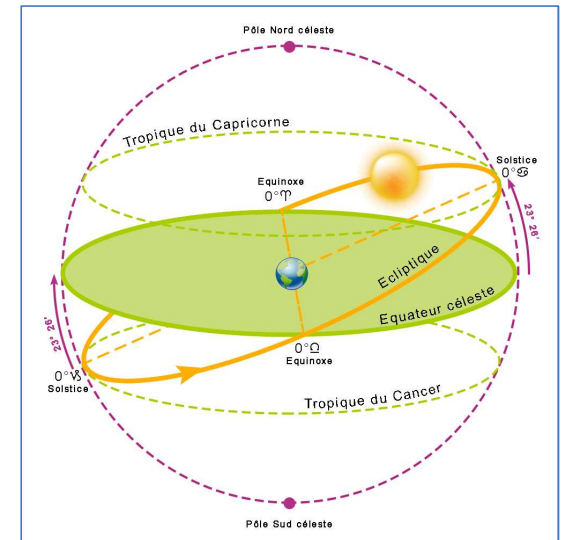 Pôle Nord céleste
Tropique du Capricorne
Solstice
0°♋
Equinoxe
0°♈
23° 26'
Ecliptique
Equateur céleste
23° 26'
0°Ω
Equinoxe
0°♑
Solstice
Tropique du Cancer
Pôle Sud céleste